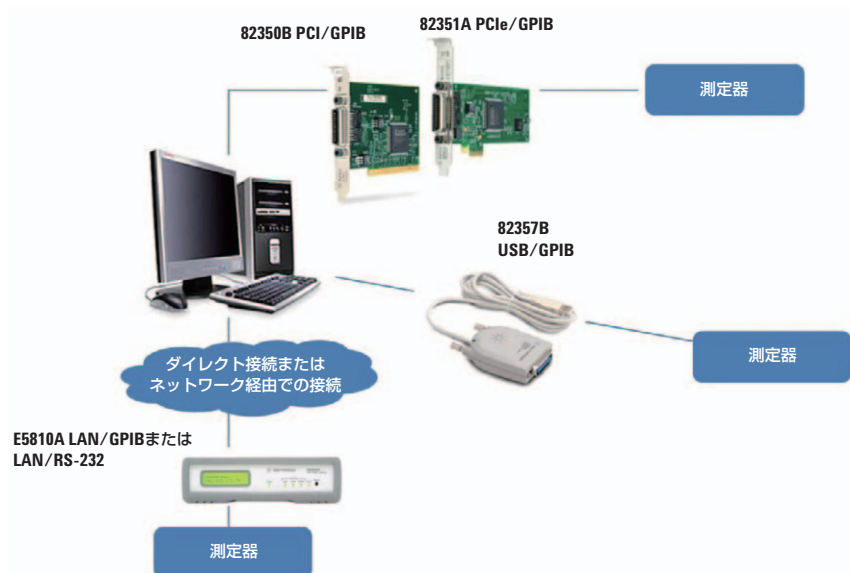 82350B PCI/GPIB
82351A PCIe/GPIB
測定器
82357B
USB/GPIB
測定器
ダイレクト接続または
ネットワーク経由での接続
E5810A LAN/GPIBまたは
LAN/RS-232
測定器